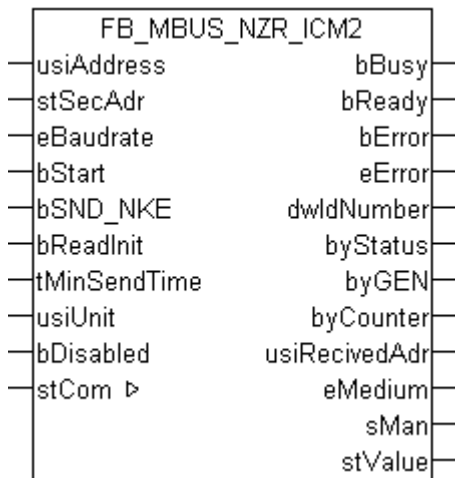 FB_MBUS_NZR_ICM2
usiAddress bBusy
stSecAdr bReady
eBaudrate bError
bStart eError
bSND_NKE dwIdNumber
bReadInit byStatus
tMinSendTime byGEN
usiUnit byCounter
bDisabled usiRecivedAdr
stCom ▷ eMedium
sMan
stValue